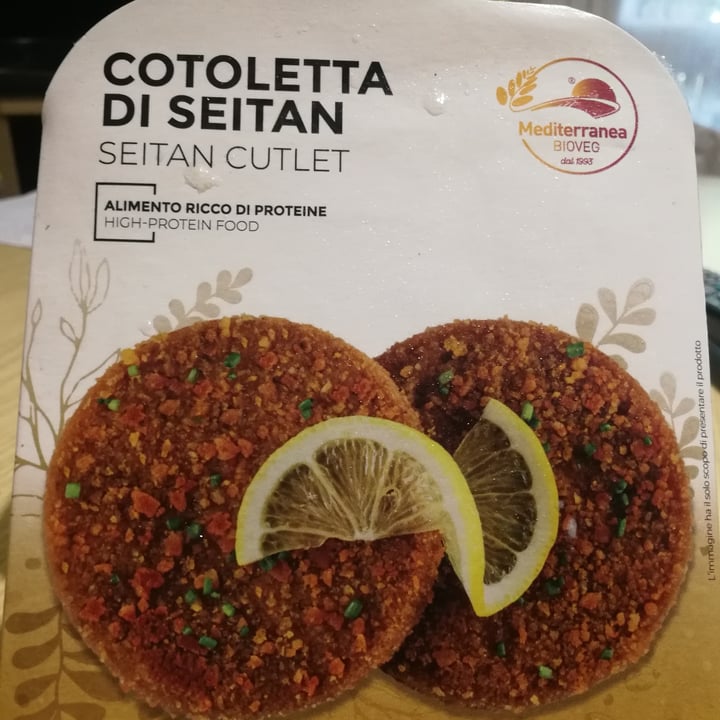 COTOLETTA
DI SEITAN
SEITAN CUTLET
ALIMENTO RICCO DI PROTEINE
HIGH-PROTEIN FOOD
®
Mediterranea
BIOVEG
dal 1993
L'immagine ha il solo scopo di presentare il prodotto